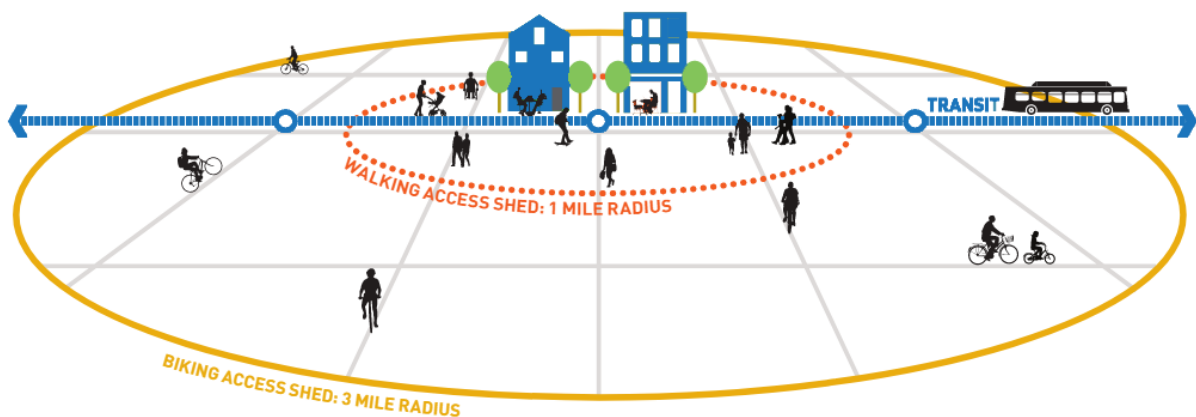 TRANSIT
WALKING ACCESS SHED: 1 MILE RADIUS
BIKING ACCESS SHED: 3 MILE RADIUS